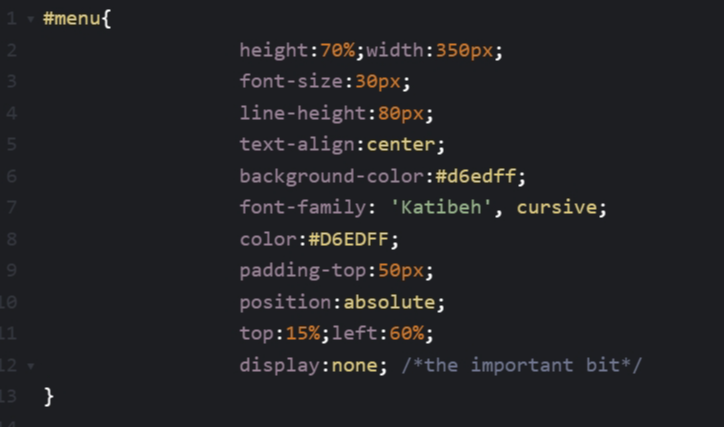 1 #menu{
2 height:70%;width:350px;
3 font-size:30px;
4 line-height:80px;
5 text-align:center;
6 background-color:#d6edff;
7 font-family: 'Katibeh', cursive;
8 color:#D6EDFF;
9 padding-top:50px;
10 position:absolute;
11 top:15%;left:60%;
12 display:none; /*the important bit*/
13 }